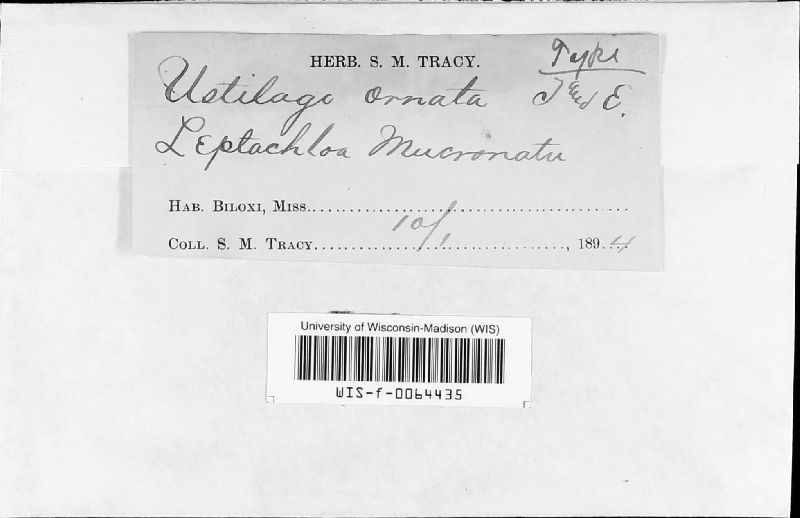 HERB. S. M. TRACY.
Type
Ustilago ornata T and E.
Leptachloa Mucronata
HAB. BILOXI, MISS.
10/1
COLL. S. M. TRACY, 1894
University of Wisconsin-Madison (WIS)
WIS-f-0064435